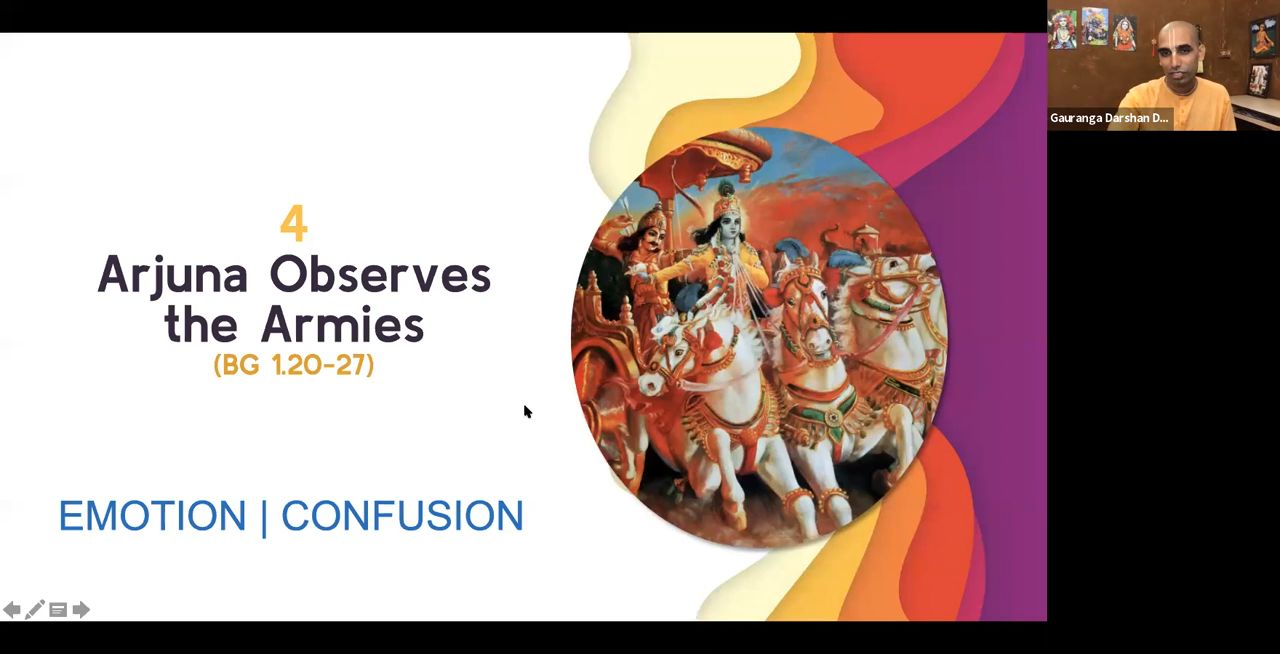 4
Arjuna Observes
the Armies
(BG 1.20-27)
EMOTION | CONFUSION
Gauranga Darshan D...